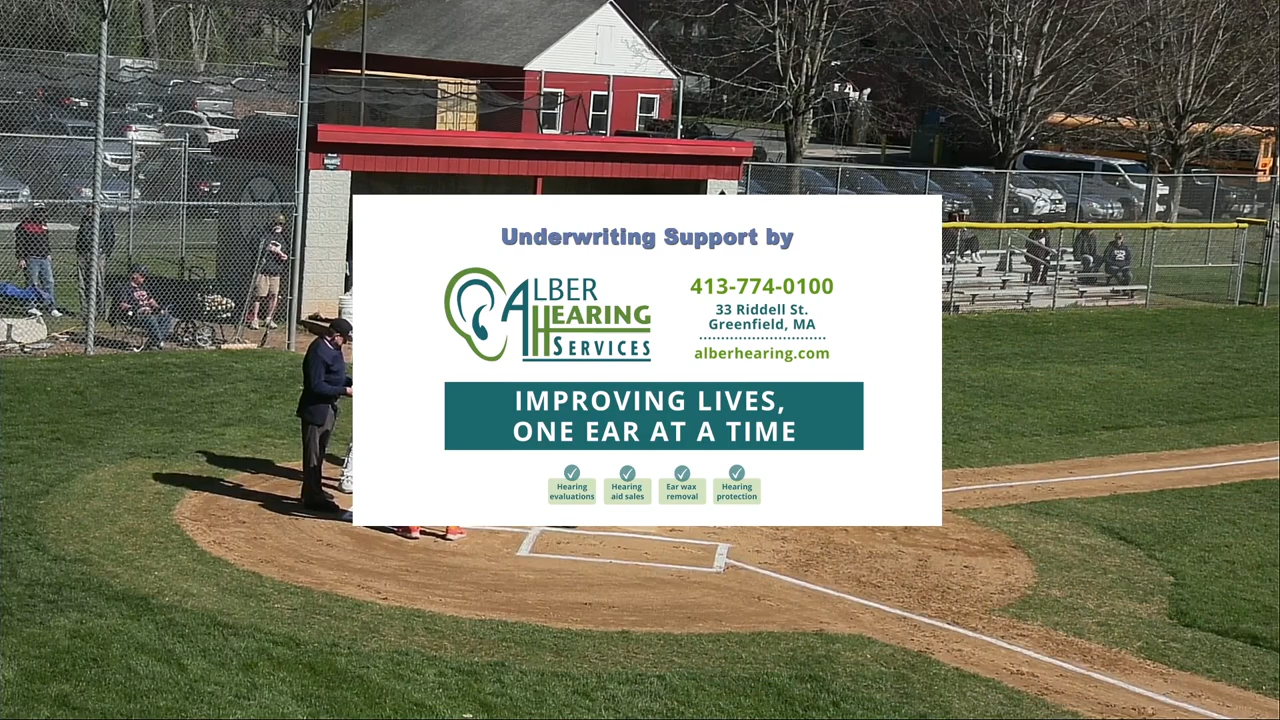 Underwriting Support by
ALBER
HEARING
SERVICES
413-774-0100
33 Riddell St.
Greenfield, MA
alberhearing.com
IMPROVING LIVES,
ONE EAR AT A TIME
Hearing evaluations
Hearing aid sales
Ear wax removal
Hearing protection